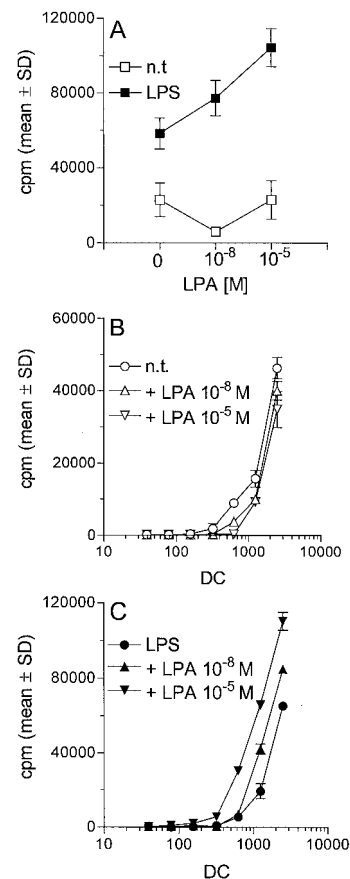 A
120000
80000
40000
0
cpm (mean ± SD)
n.t
LPS
0 10⁻⁸ 10⁻⁵
LPA [M]
B
60000
40000
20000
0
cpm (mean ± SD)
n.t.
+ LPA 10⁻⁸ M
+ LPA 10⁻⁵ M
10 100 1000 10000
DC
C
120000
80000
40000
0
cpm (mean ± SD)
LPS
+ LPA 10⁻⁸ M
+ LPA 10⁻⁵ M
10 100 1000 10000
DC